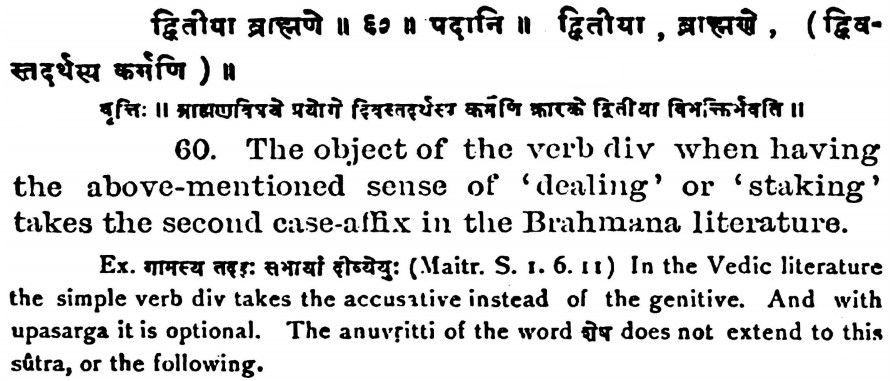 द्वितीया ब्राह्मणे ॥ ६० ॥ पदानि ॥ द्वितीया , ब्राह्मणे , ( द्विव-
स्तदर्थस्य कर्मणि ) ॥
वृत्तिः ॥ ब्राह्मणविषये प्रयोगे दिवस्तदर्थस्य कर्मणि कारके द्वितीया विभक्तिर्भवति ॥
60. The object of the verb div when having
the above-mentioned sense of ‘dealing’ or ‘staking’
takes the second case-affix in the Brahmana literature.
Ex. गामस्य तदहः सभायां दीव्येयुः (Maitr. S. 1. 6. 11) In the Vedic literature
the simple verb div takes the accusative instead of the genitive. And with
upasarga it is optional. The anuvṛitti of the word शेष does not extend to this
sûtra, or the following.